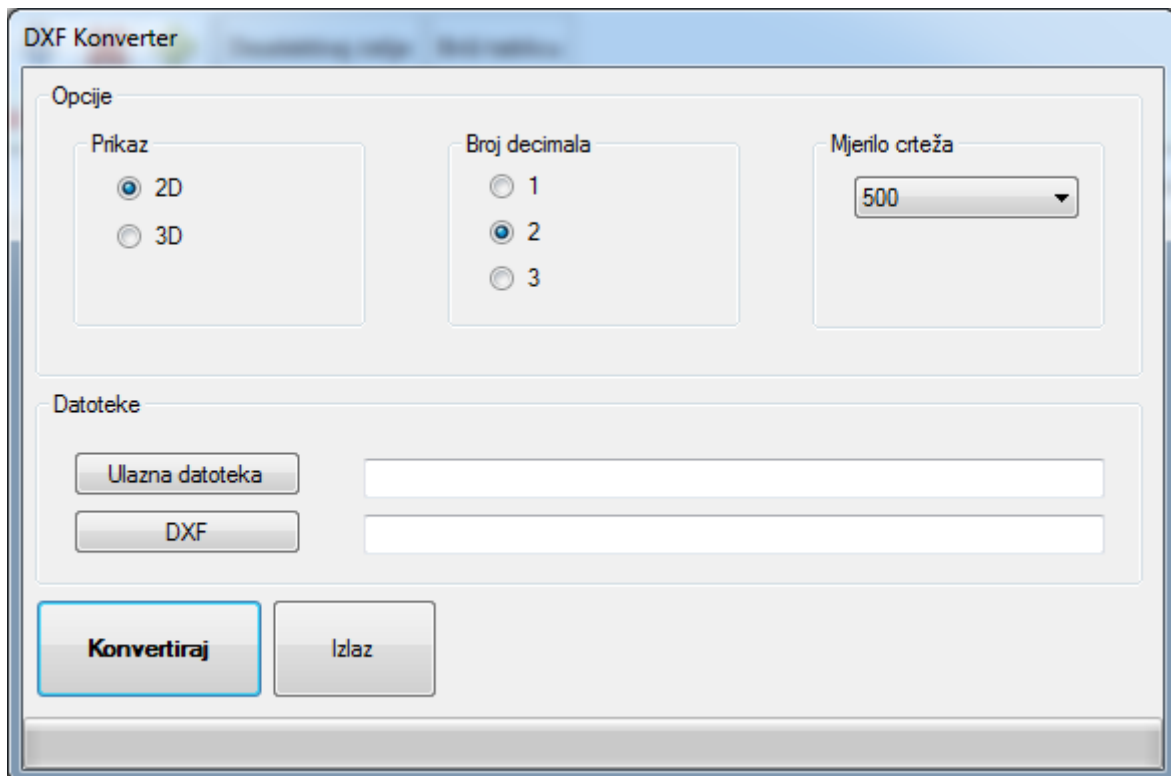 DXF Konverter
Opcije
Prikaz
2D
3D
Broj decimala
1
2
3
Mjerilo crteža
500
Datoteke
Ulazna datoteka
DXF
Konvertiraj
Izlaz